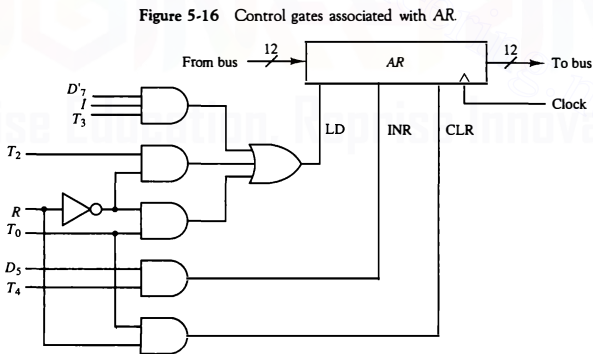 Figure 5-16 Control gates associated with AR.
12
From bus
AR
12
To bus
Clock
LD
INR
CLR
D'7
I
T3
T2
R
T0
D5
T4